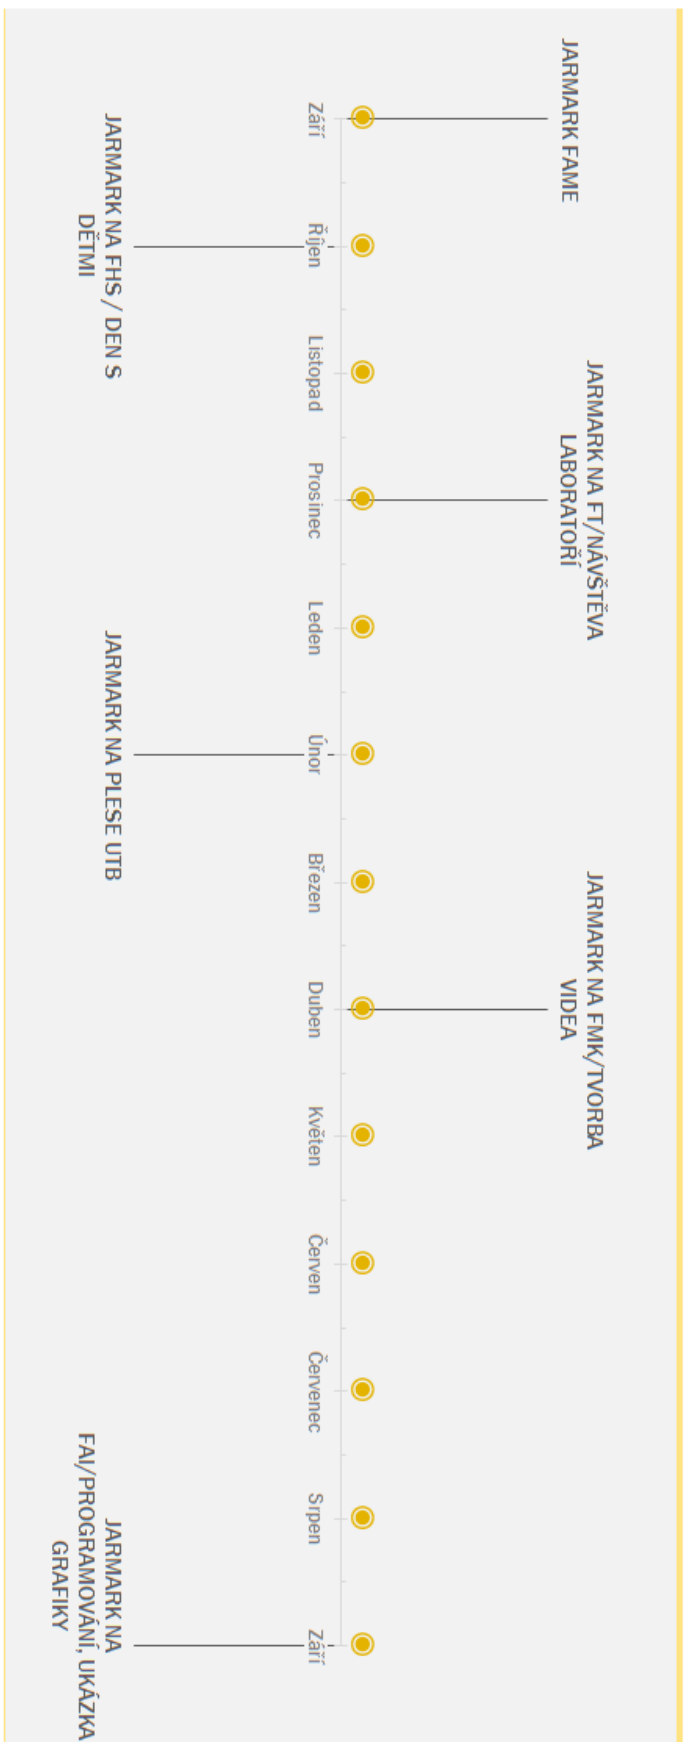 JARMARK FAME
JARMARK NA FT/NÁVŠTĚVA
LABORATOŘÍ
JARMARK NA FMK/TVORBA
VIDEA
Září
Říjen
Listopad
Prosinec
Leden
Únor
Březen
Duben
Květen
Červen
Červenec
Srpen
Září
JARMARK NA FHS / DEN S
DĚTMI
JARMARK NA PLESE UTB
JARMARK NA
FAI/PROGRAMOVÁNÍ, UKÁZKA
GRAFIKY